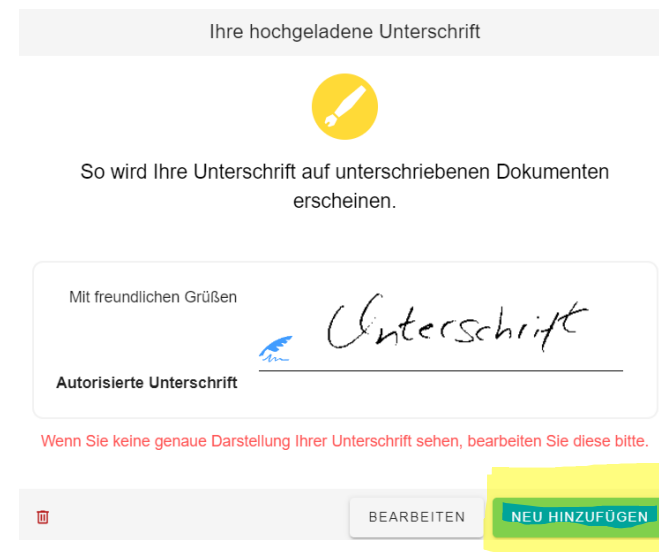 Ihre hochgeladene Unterschrift
So wird Ihre Unterschrift auf unterschriebenen Dokumenten
erscheinen.
Mit freundlichen Grüßen
Unterschrift
Autorisierte Unterschrift
Wenn Sie keine genaue Darstellung Ihrer Unterschrift sehen, bearbeiten Sie diese bitte.
BEARBEITEN
NEU HINZUFÜGEN